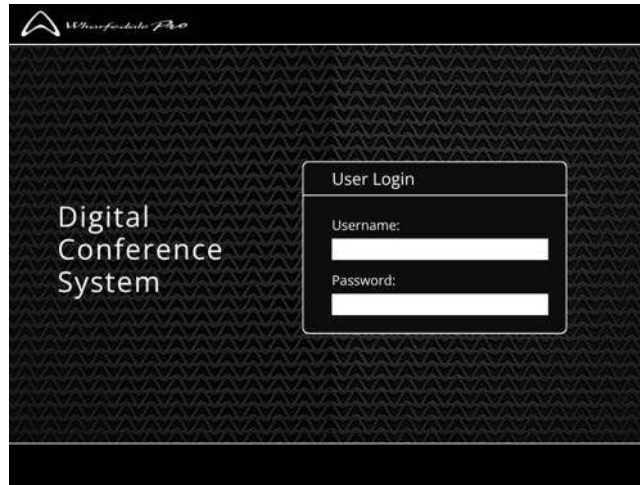 Wharfedale Pro
User Login
Digital
Conference
System
Username:
Password: